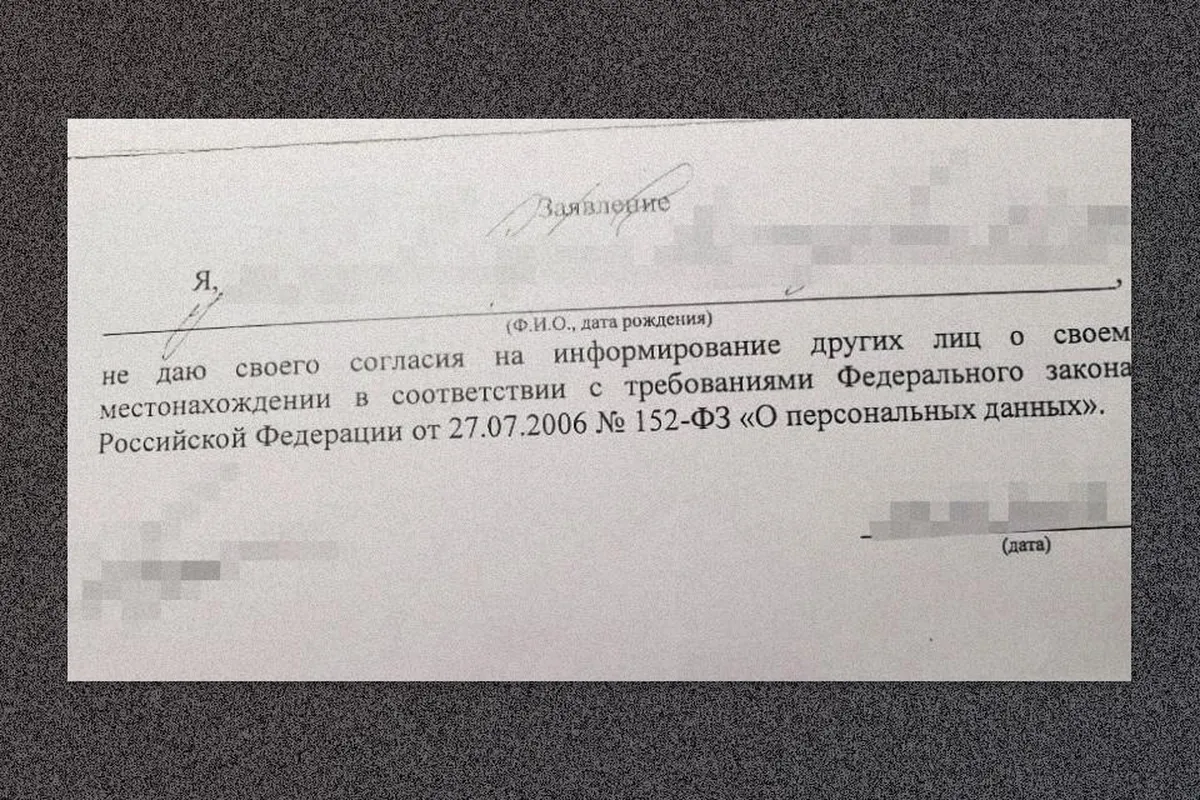 Заявление
Я,
,
(Ф.И.О., дата рождения)
не даю своего согласия на информирование других лиц о своем
местонахождении в соответствии с требованиями Федерального закона
Российской Федерации от 27.07.2006 № 152-ФЗ «О персональных данных».
(дата)